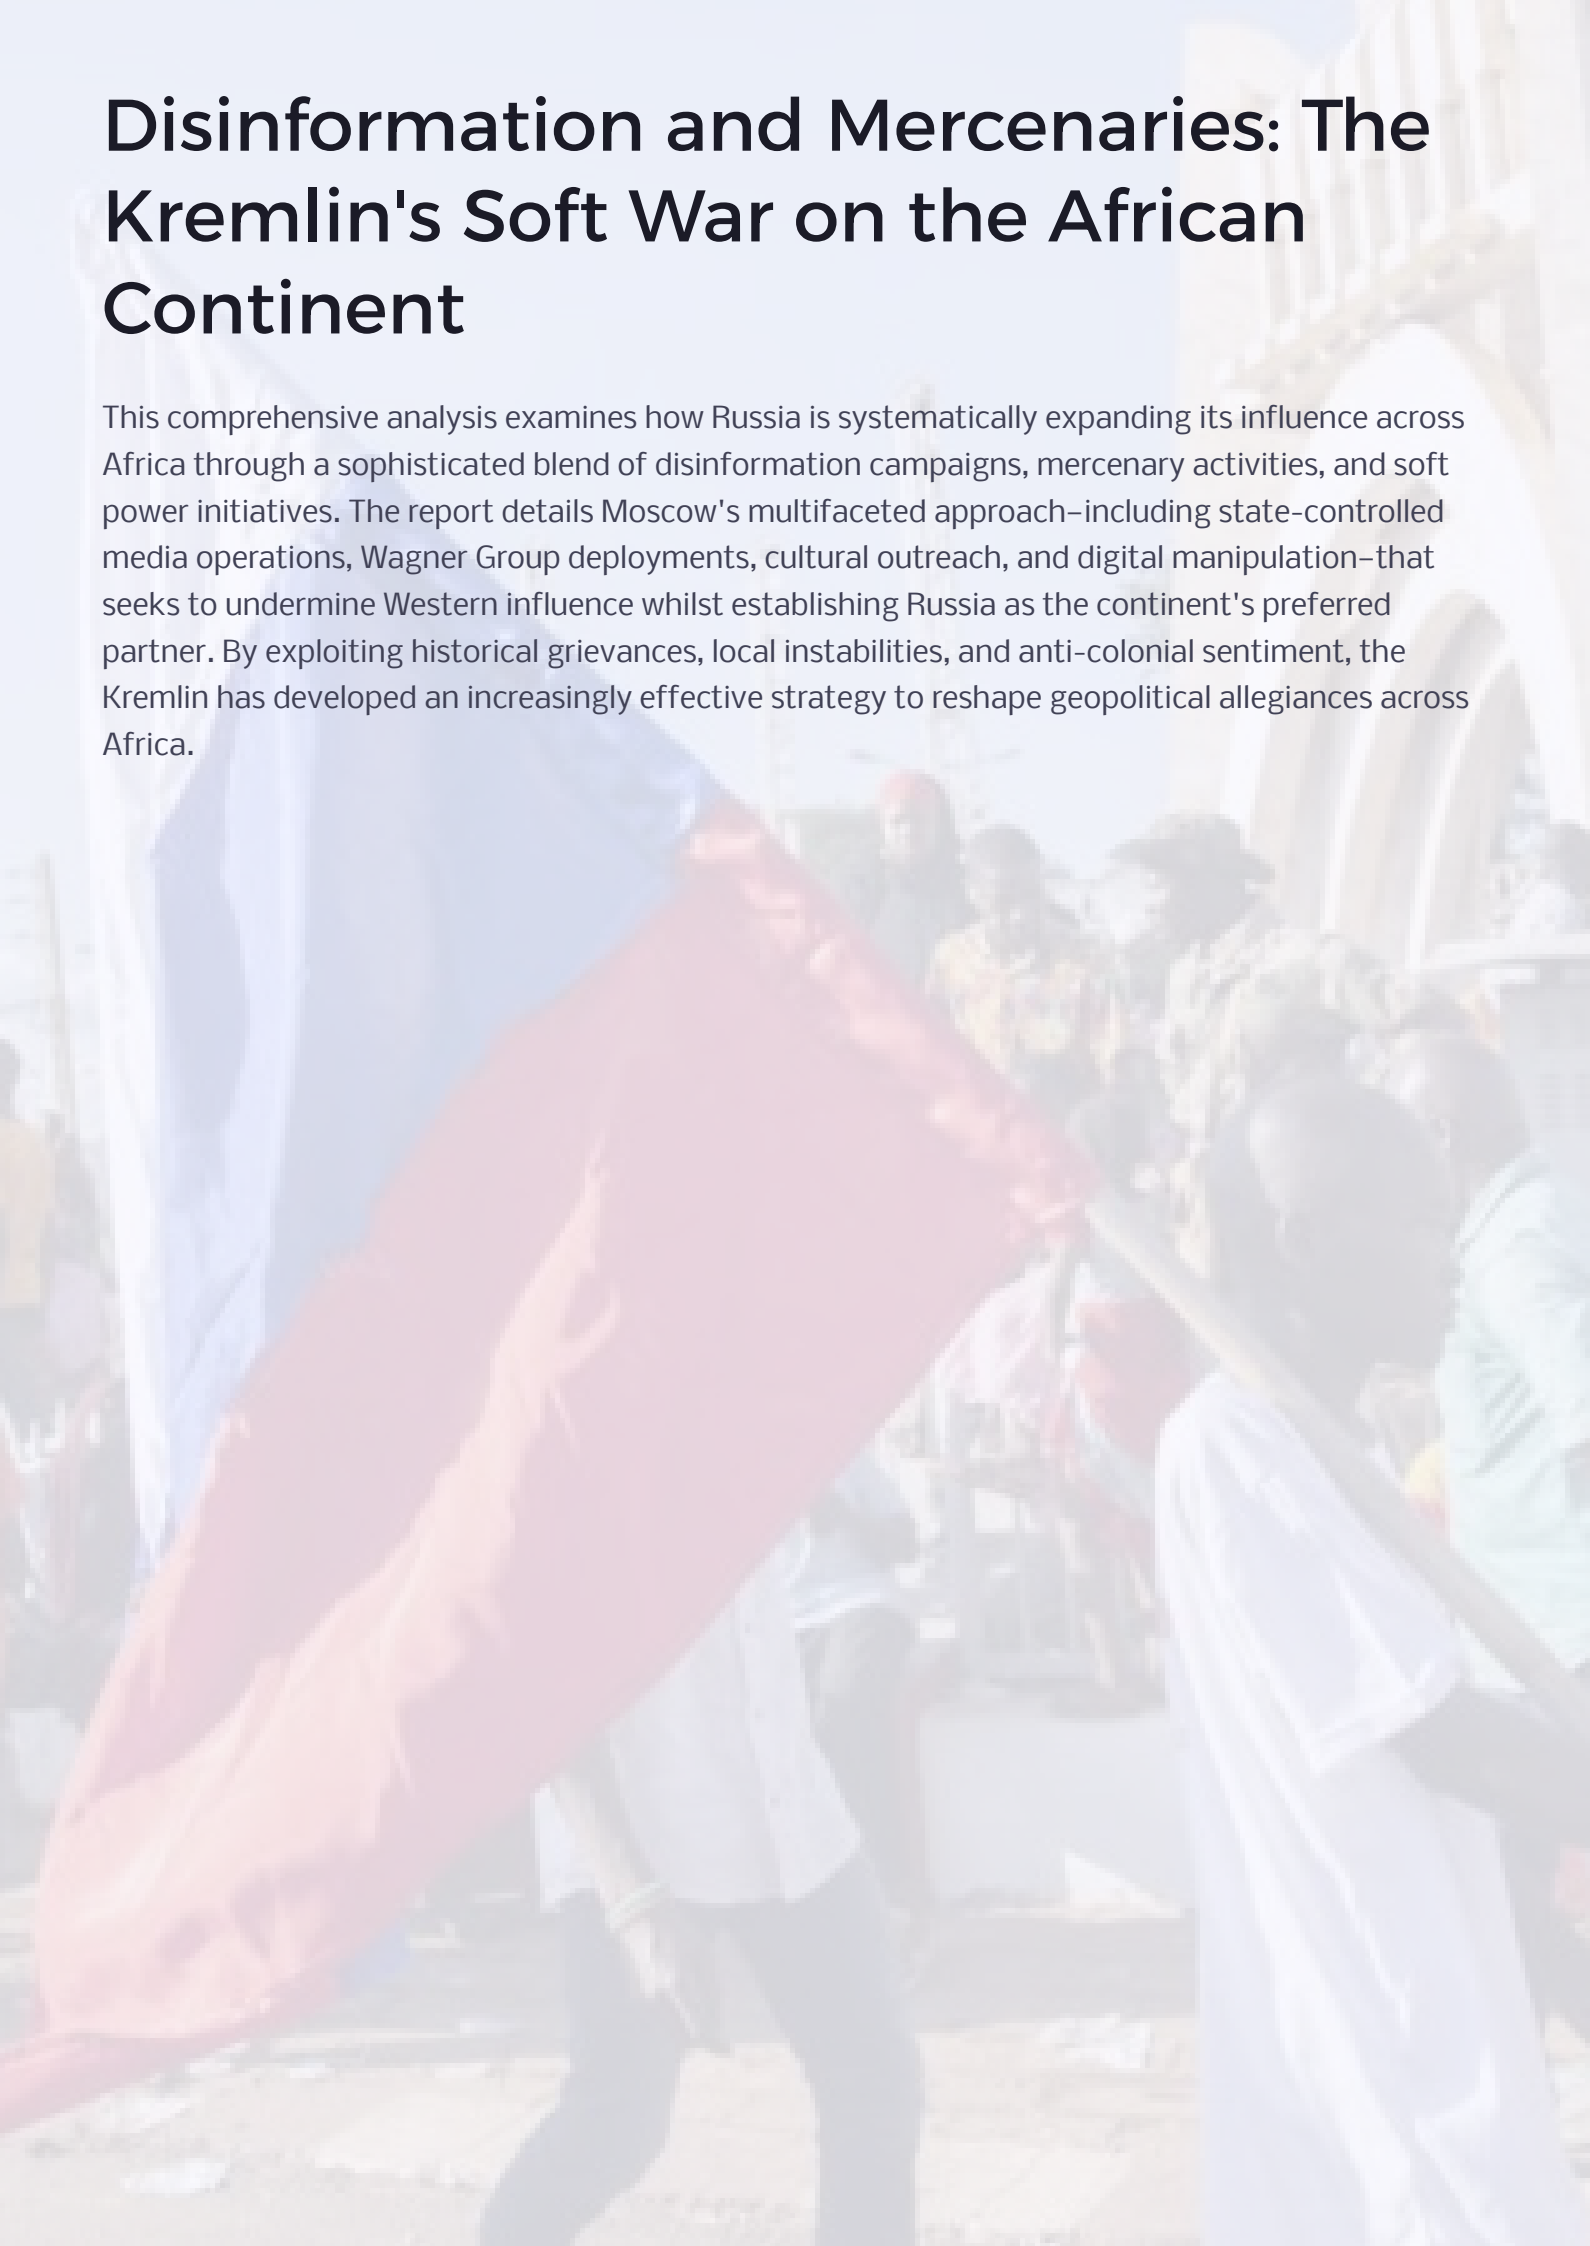 Disinformation and Mercenaries: The
Kremlin's Soft War on the African
Continent
This comprehensive analysis examines how Russia is systematically expanding its influence across
Africa through a sophisticated blend of disinformation campaigns, mercenary activities, and soft
power initiatives. The report details Moscow's multifaceted approach—including state-controlled
media operations, Wagner Group deployments, cultural outreach, and digital manipulation—that
seeks to undermine Western influence whilst establishing Russia as the continent's preferred
partner. By exploiting historical grievances, local instabilities, and anti-colonial sentiment, the
Kremlin has developed an increasingly effective strategy to reshape geopolitical allegiances across
Africa.